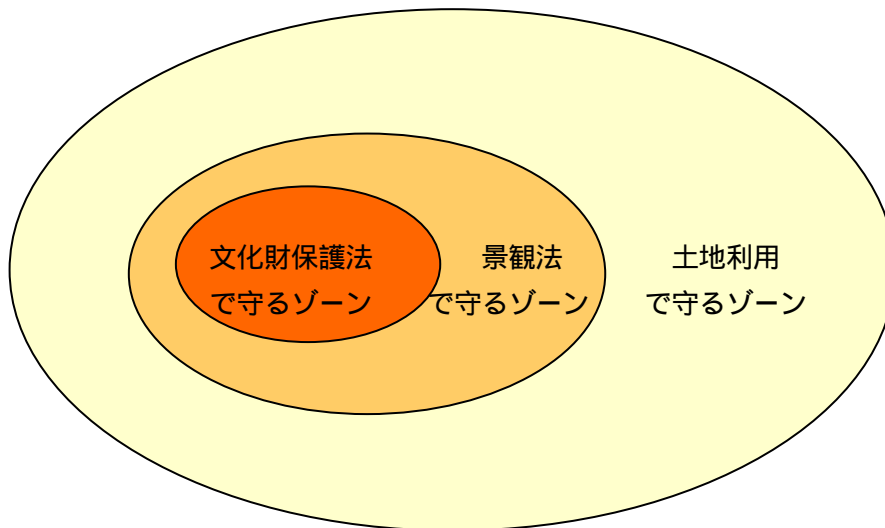 文化財保護法
で守るゾーン
景観法
で守るゾーン
土地利用
で守るゾーン